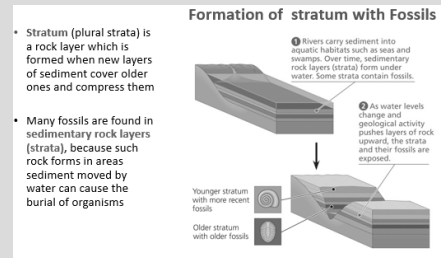 Formation of stratum with Fossils
• Stratum (plural strata) is
a rock layer which is
formed when new layers
of sediment cover older
ones and compress them
• Many fossils are found in
sedimentary rock layers
(strata), because such
rock forms in areas
sediment moved by
water can cause the
burial of organisms
1 Rivers carry sediment into
aquatic habitats such as seas and
swamps. Over time, sedimentary
rock layers (strata) form under
water. Some strata contain fossils.
2 As water levels
change and
geological activity
pushes layers of rock
upward, the strata
and their fossils are
exposed.
Younger stratum
with more recent
fossils
Older stratum
with older fossils